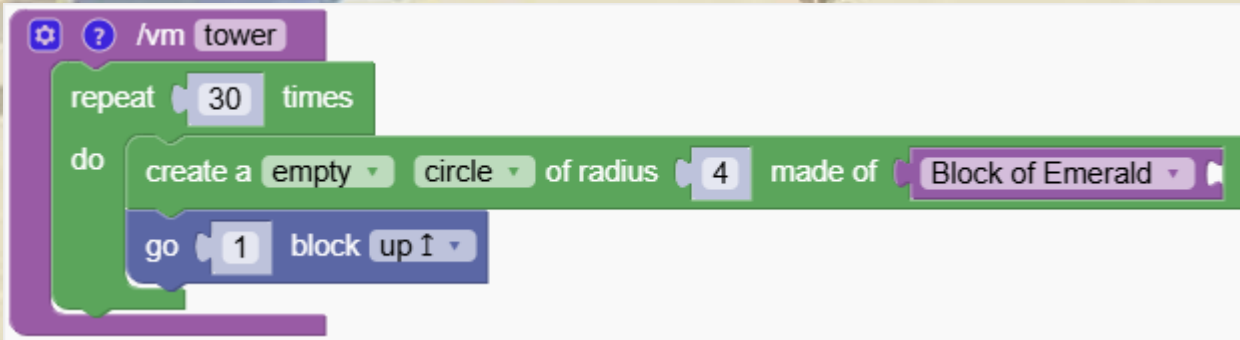 ? /vm tower
repeat 30 times
do create a empty circle of radius 4 made of Block of Emerald
go 1 block up ↥